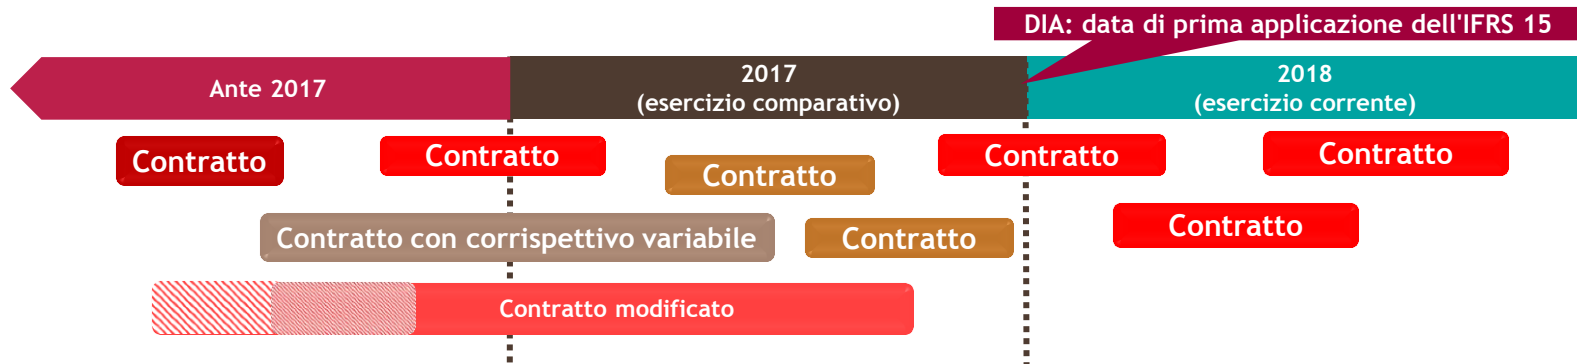 DIA: data di prima applicazione dell'IFRS 15
Ante 2017
2017
(esercizio comparativo)
2018
(esercizio corrente)
Contratto
Contratto
Contratto
Contratto
Contratto
Contratto con corrispettivo variabile
Contratto
Contratto
Contratto modificato